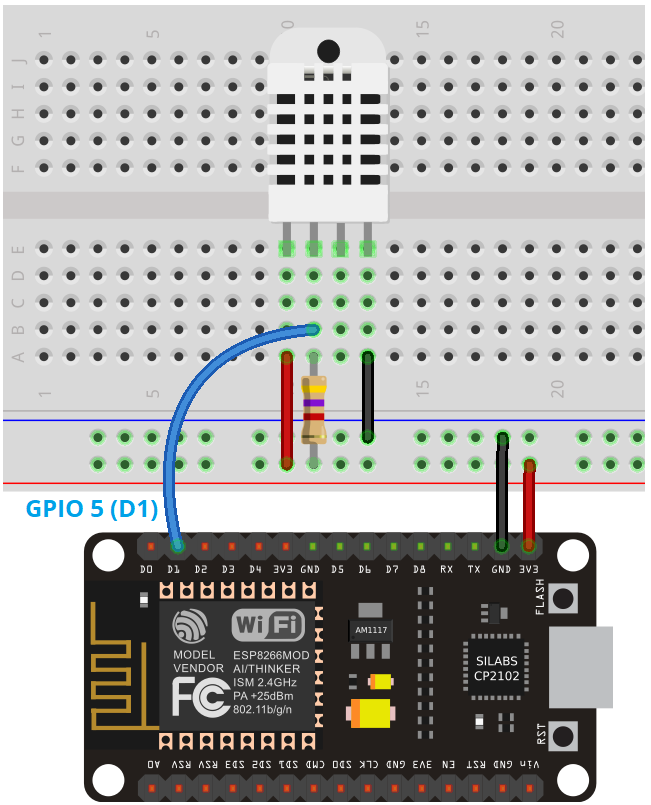 1 5 0 15 20
J J
I I
H H
G G
F F
E E
D D
C C
B B
A A
1 5 15 20
GPIO 5 (D1)
D0 D1 D2 D3 D4 3V3 GND D5 D6 D7 D8 RX TX GND 3V3
FLASH
WiFi
MODEL
VENDOR
FC
ESP8266MOD
AI/THINKER
ISM 2.4GHz
PA +25dBm
802.11b/g/n
AM1117
SILABS
CP2102
RST
A0 RSV RSV SD3 SD2 SD1 CMD SD0 CLK GND 3V3 EN RST GND Vin